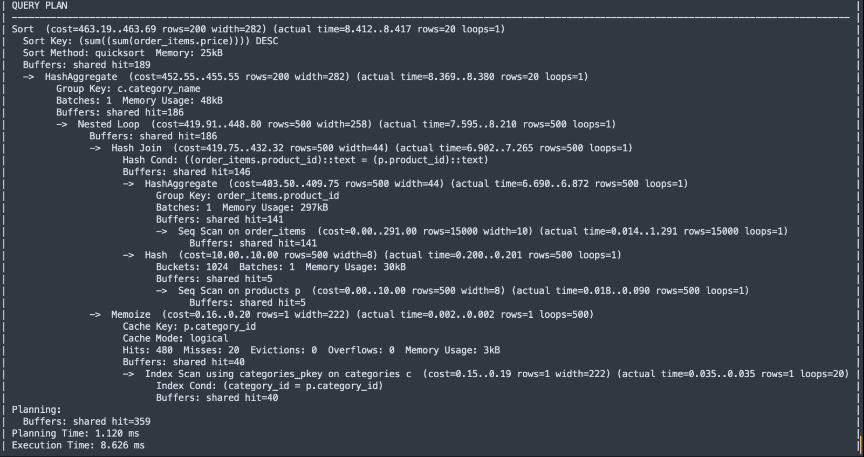 QUERY PLAN
Sort  (cost=463.19..463.69 rows=200 width=282) (actual time=8.412..8.417 rows=20 loops=1)
  Sort Key: (sum((sum(order_items.price)))) DESC
  Sort Method: quicksort  Memory: 25kB
  Buffers: shared hit=189
  ->  HashAggregate  (cost=452.55..455.55 rows=200 width=282) (actual time=8.369..8.380 rows=20 loops=1)
        Group Key: c.category_name
        Batches: 1  Memory Usage: 48kB
        Buffers: shared hit=186
        ->  Nested Loop  (cost=419.91..448.80 rows=500 width=258) (actual time=7.595..8.210 rows=500 loops=1)
              Buffers: shared hit=186
              ->  Hash Join  (cost=419.75..432.32 rows=500 width=44) (actual time=6.902..7.265 rows=500 loops=1)
                    Hash Cond: ((order_items.product_id)::text = (p.product_id)::text)
                    Buffers: shared hit=146
                    ->  HashAggregate  (cost=403.50..409.75 rows=500 width=44) (actual time=6.690..6.872 rows=500 loops=1)
                          Group Key: order_items.product_id
                          Batches: 1  Memory Usage: 297kB
                          Buffers: shared hit=141
                          ->  Seq Scan on order_items  (cost=0.00..291.00 rows=15000 width=10) (actual time=0.014..1.291 rows=15000 loops=1)
                                Buffers: shared hit=141
                    ->  Hash  (cost=10.00..10.00 rows=500 width=8) (actual time=0.200..0.201 rows=500 loops=1)
                          Buckets: 1024  Batches: 1  Memory Usage: 30kB
                          Buffers: shared hit=5
                          ->  Seq Scan on products p  (cost=0.00..10.00 rows=500 width=8) (actual time=0.018..0.090 rows=500 loops=1)
                                Buffers: shared hit=5
              ->  Memoize  (cost=0.16..0.20 rows=1 width=222) (actual time=0.002..0.002 rows=1 loops=500)
                    Cache Key: p.category_id
                    Cache Mode: logical
                    Hits: 480  Misses: 20  Evictions: 0  Overflows: 0  Memory Usage: 3kB
                    Buffers: shared hit=40
                    ->  Index Scan using categories_pkey on categories c  (cost=0.15..0.19 rows=1 width=222) (actual time=0.035..0.035 rows=1 loops=20)
                          Index Cond: (category_id = p.category_id)
                          Buffers: shared hit=40
Planning:
  Buffers: shared hit=359
Planning Time: 1.120 ms
Execution Time: 8.626 ms